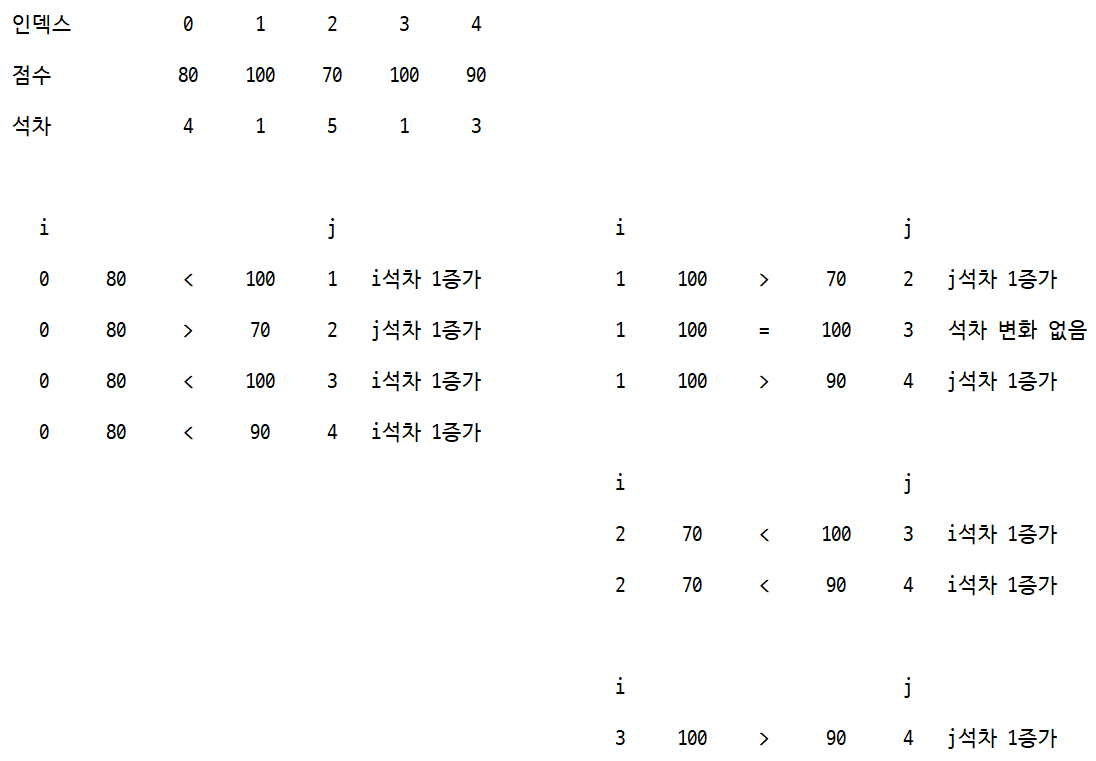 인덱스 0 1 2 3 4
점수 80 100 70 100 90
석차 4 1 5 1 3
i j
0 80 < 100 1 i석차 1증가
0 80 > 70 2 j석차 1증가
0 80 < 100 3 i석차 1증가
0 80 < 90 4 i석차 1증가
i j
1 100 > 70 2 j석차 1증가
1 100 = 100 3 석차 변화 없음
1 100 > 90 4 j석차 1증가
i j
2 70 < 100 3 i석차 1증가
2 70 < 90 4 i석차 1증가
i j
3 100 > 90 4 j석차 1증가